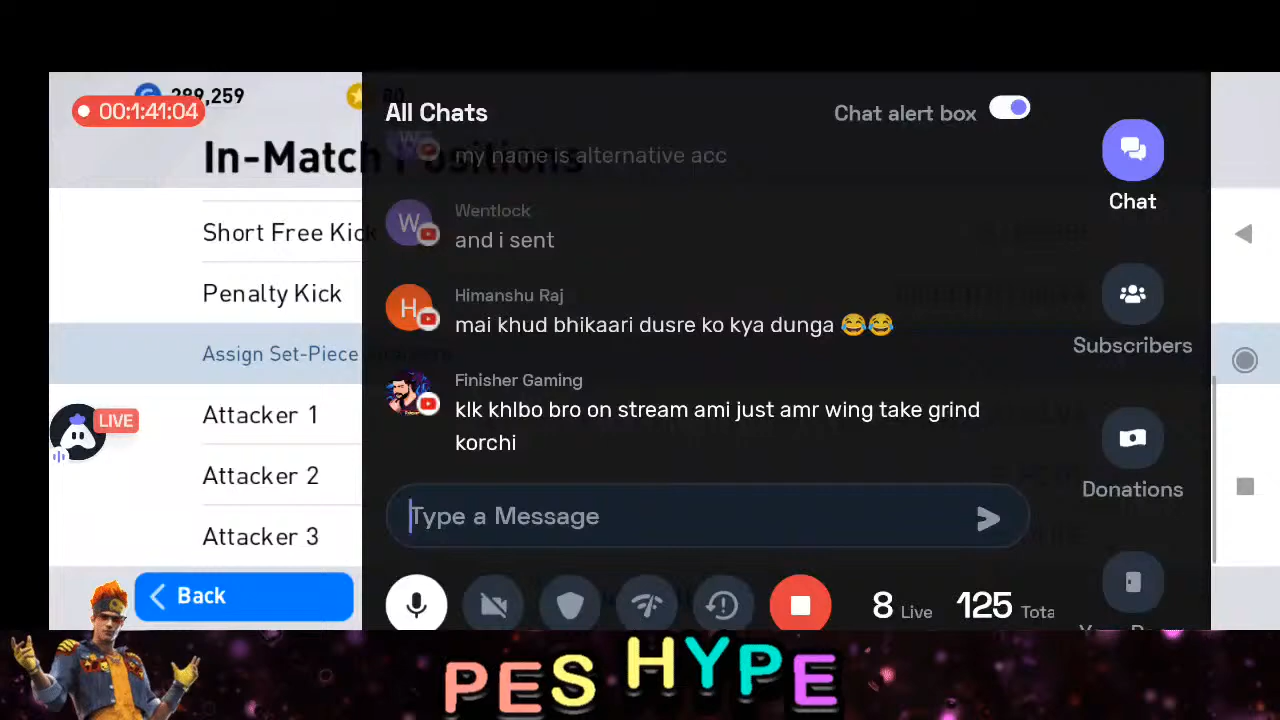 289,259
80
00:1:41:04
In-Match Positions
Short Free Kick
Penalty Kick
Assign Set-Piece
Attacker 1
Attacker 2
Attacker 3
Back
LIVE
All Chats
Chat alert box
my name is alternative acc
W
Wentlock
and i sent
H
Himanshu Raj
mai khud bhikaari dusre ko kya dunga 😂😂
Finisher Gaming
klk khlbo bro on stream ami just amr wing take grind
korchi
Type a Message
8 Live
125 Tota
Chat
Subscribers
Donations
PES HYPE